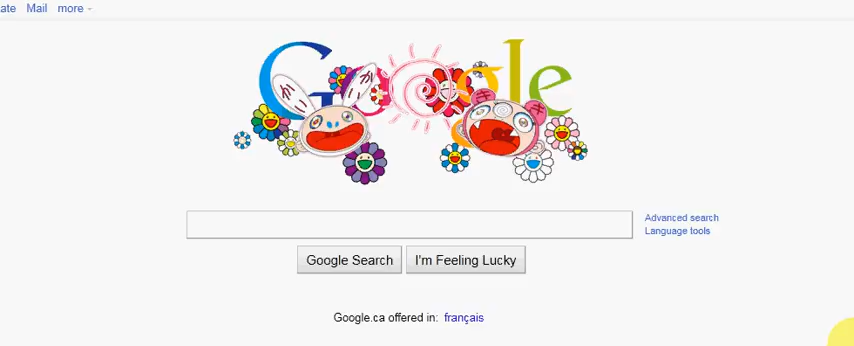 ate Mail more
Google
Advanced search
Language tools
Google Search I'm Feeling Lucky
Google.ca offered in: français